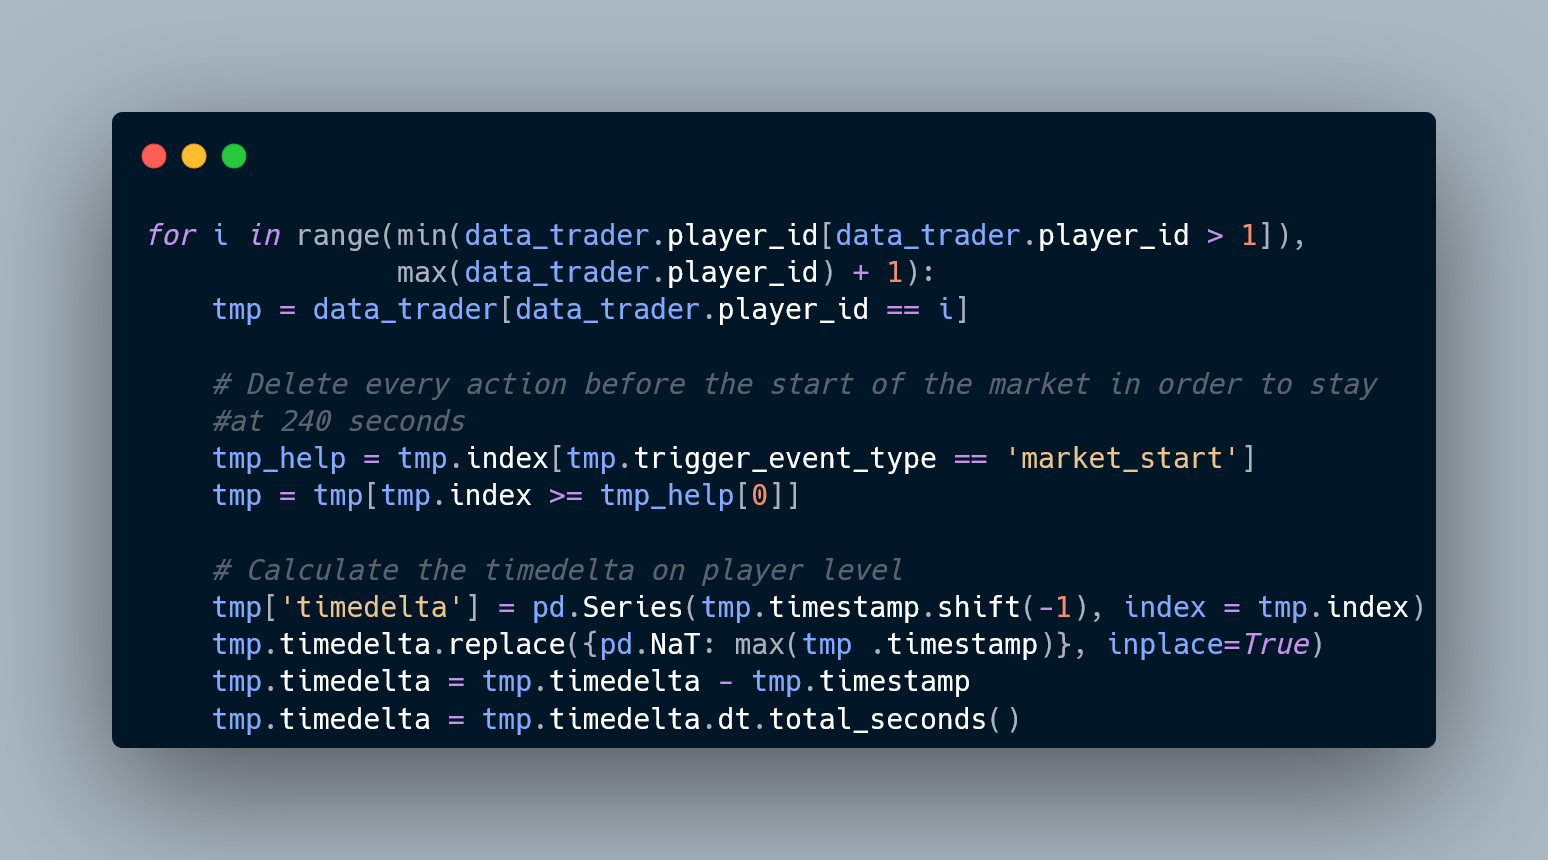 for i in range(min(data_trader.player_id[data_trader.player_id > 1]),
               max(data_trader.player_id) + 1):
    tmp = data_trader[data_trader.player_id == i]

    # Delete every action before the start of the market in order to stay
    #at 240 seconds
    tmp_help = tmp.index[tmp.trigger_event_type == 'market_start']
    tmp = tmp[tmp.index >= tmp_help[0]]

    # Calculate the timedelta on player level
    tmp['timedelta'] = pd.Series(tmp.timestamp.shift(-1), index = tmp.index)
    tmp.timedelta.replace({pd.NaT: max(tmp .timestamp)}, inplace=True)
    tmp.timedelta = tmp.timedelta - tmp.timestamp
    tmp.timedelta = tmp.timedelta.dt.total_seconds()